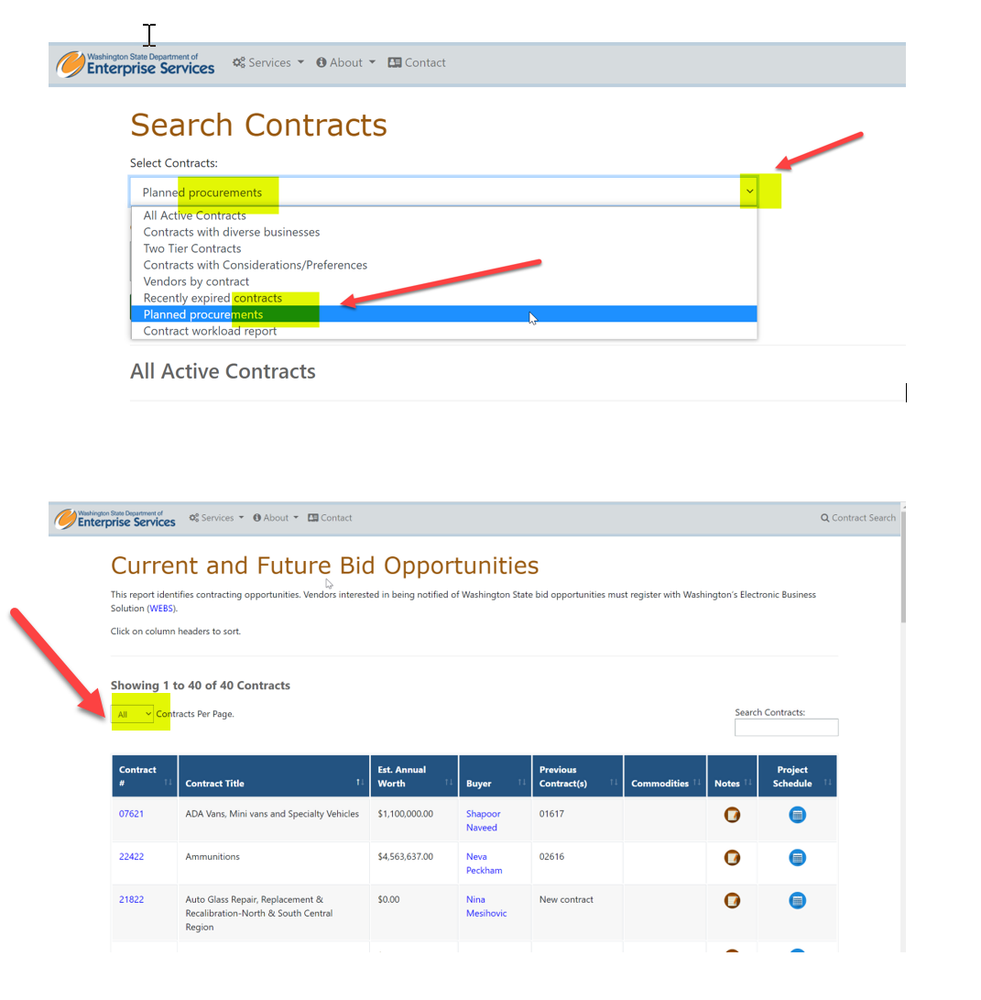 Washington State Department of
Enterprise Services
Services About Contact
Search Contracts
Select Contracts:
Planned procurements
All Active Contracts
Contracts with diverse businesses
Two Tier Contracts
Contracts with Considerations/Preferences
Vendors by contract
Recently expired contracts
Planned procurements
Contract workload report
All Active Contracts
Washington State Department of
Enterprise Services
Services About Contact Contract Search
Current and Future Bid Opportunities
This report identifies contracting opportunities. Vendors interested in being notified of Washington State bid opportunities must register with Washington's Electronic Business
Solution (WEBS).
Click on column headers to sort.
Showing 1 to 40 of 40 Contracts
All Contracts Per Page.
Search Contracts:
Contract # Contract Title Est. Annual Worth Buyer Previous Contract(s) Commodities Notes Project Schedule
07621 ADA Vans, Mini vans and Specialty Vehicles $1,100,000.00 Shapoor 01617
Naveed
22422 Ammunitions $4,563,637.00 Neva 02616
Peckham
21822 Auto Glass Repair, Replacement & $0.00 Nina New contract
Recalibration-North & South Central Mesihovic
Region